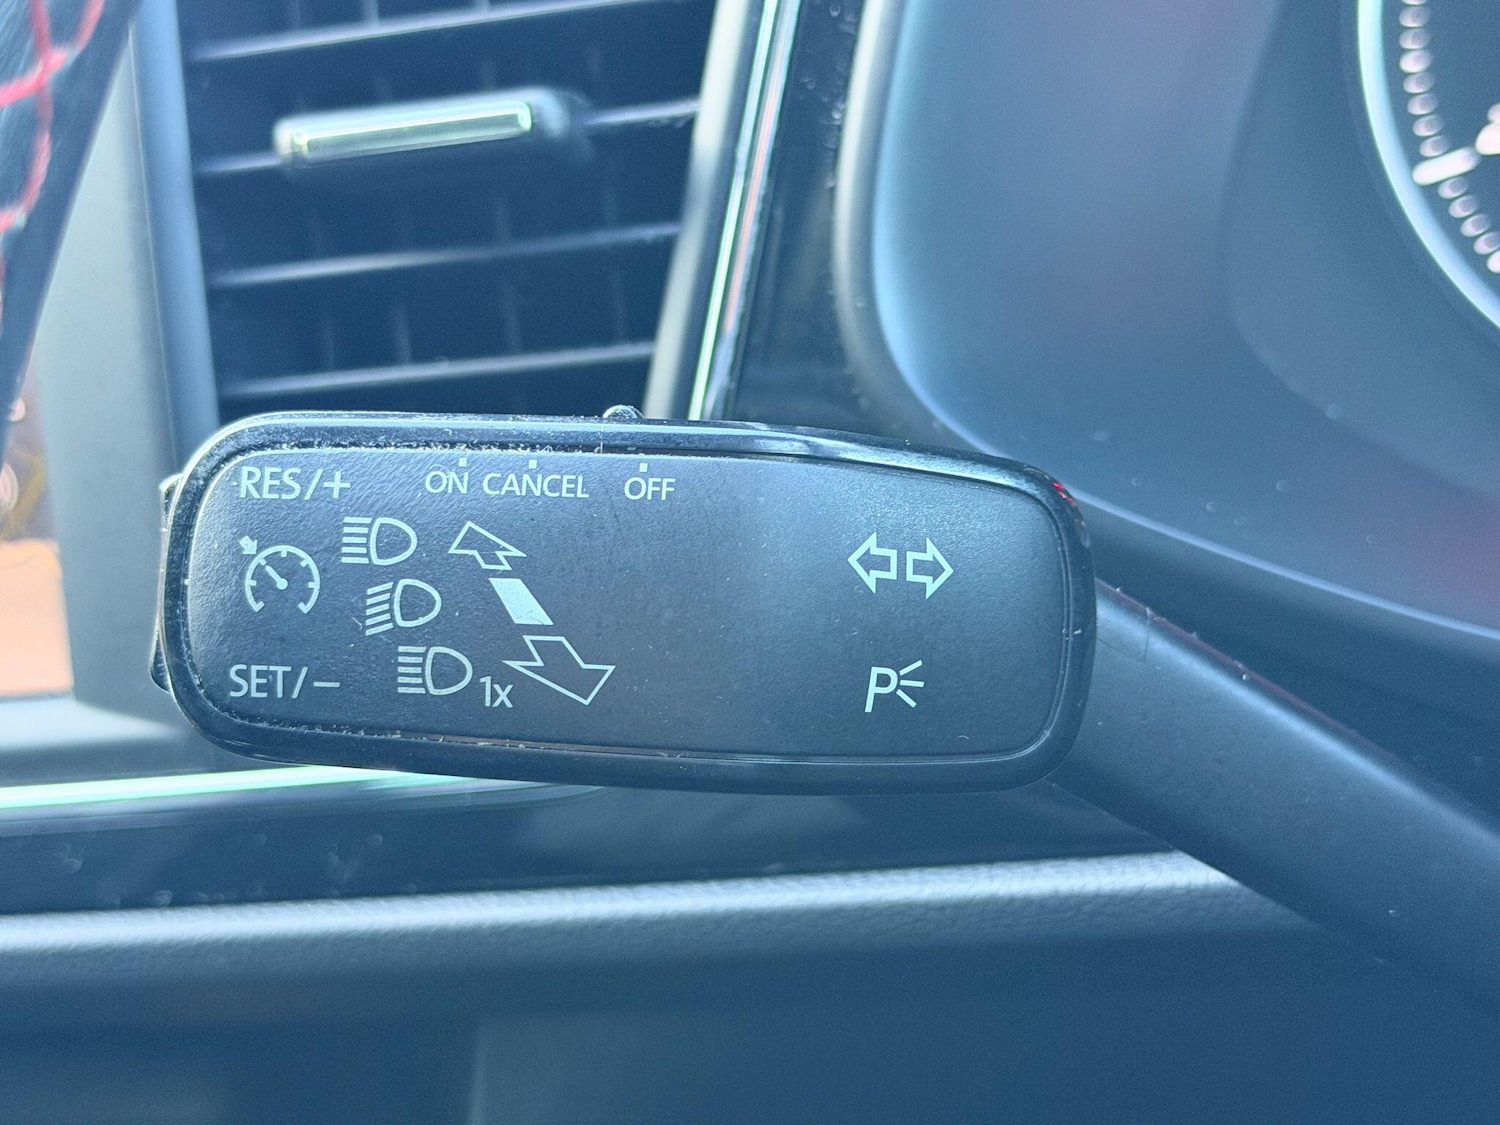 RES/+ ON CANCEL OFF
SET/− 1x
P